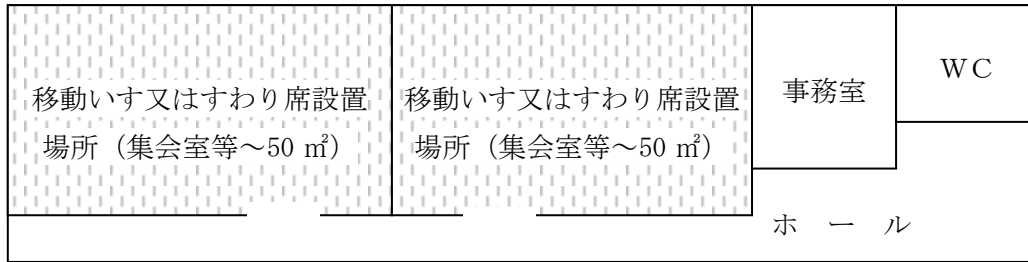 移動いす又はすわり席設置
場所（集会室等～50 ㎡）
移動いす又はすわり席設置
場所（集会室等～50 ㎡）
事務室
ＷＣ
ホ ー ル